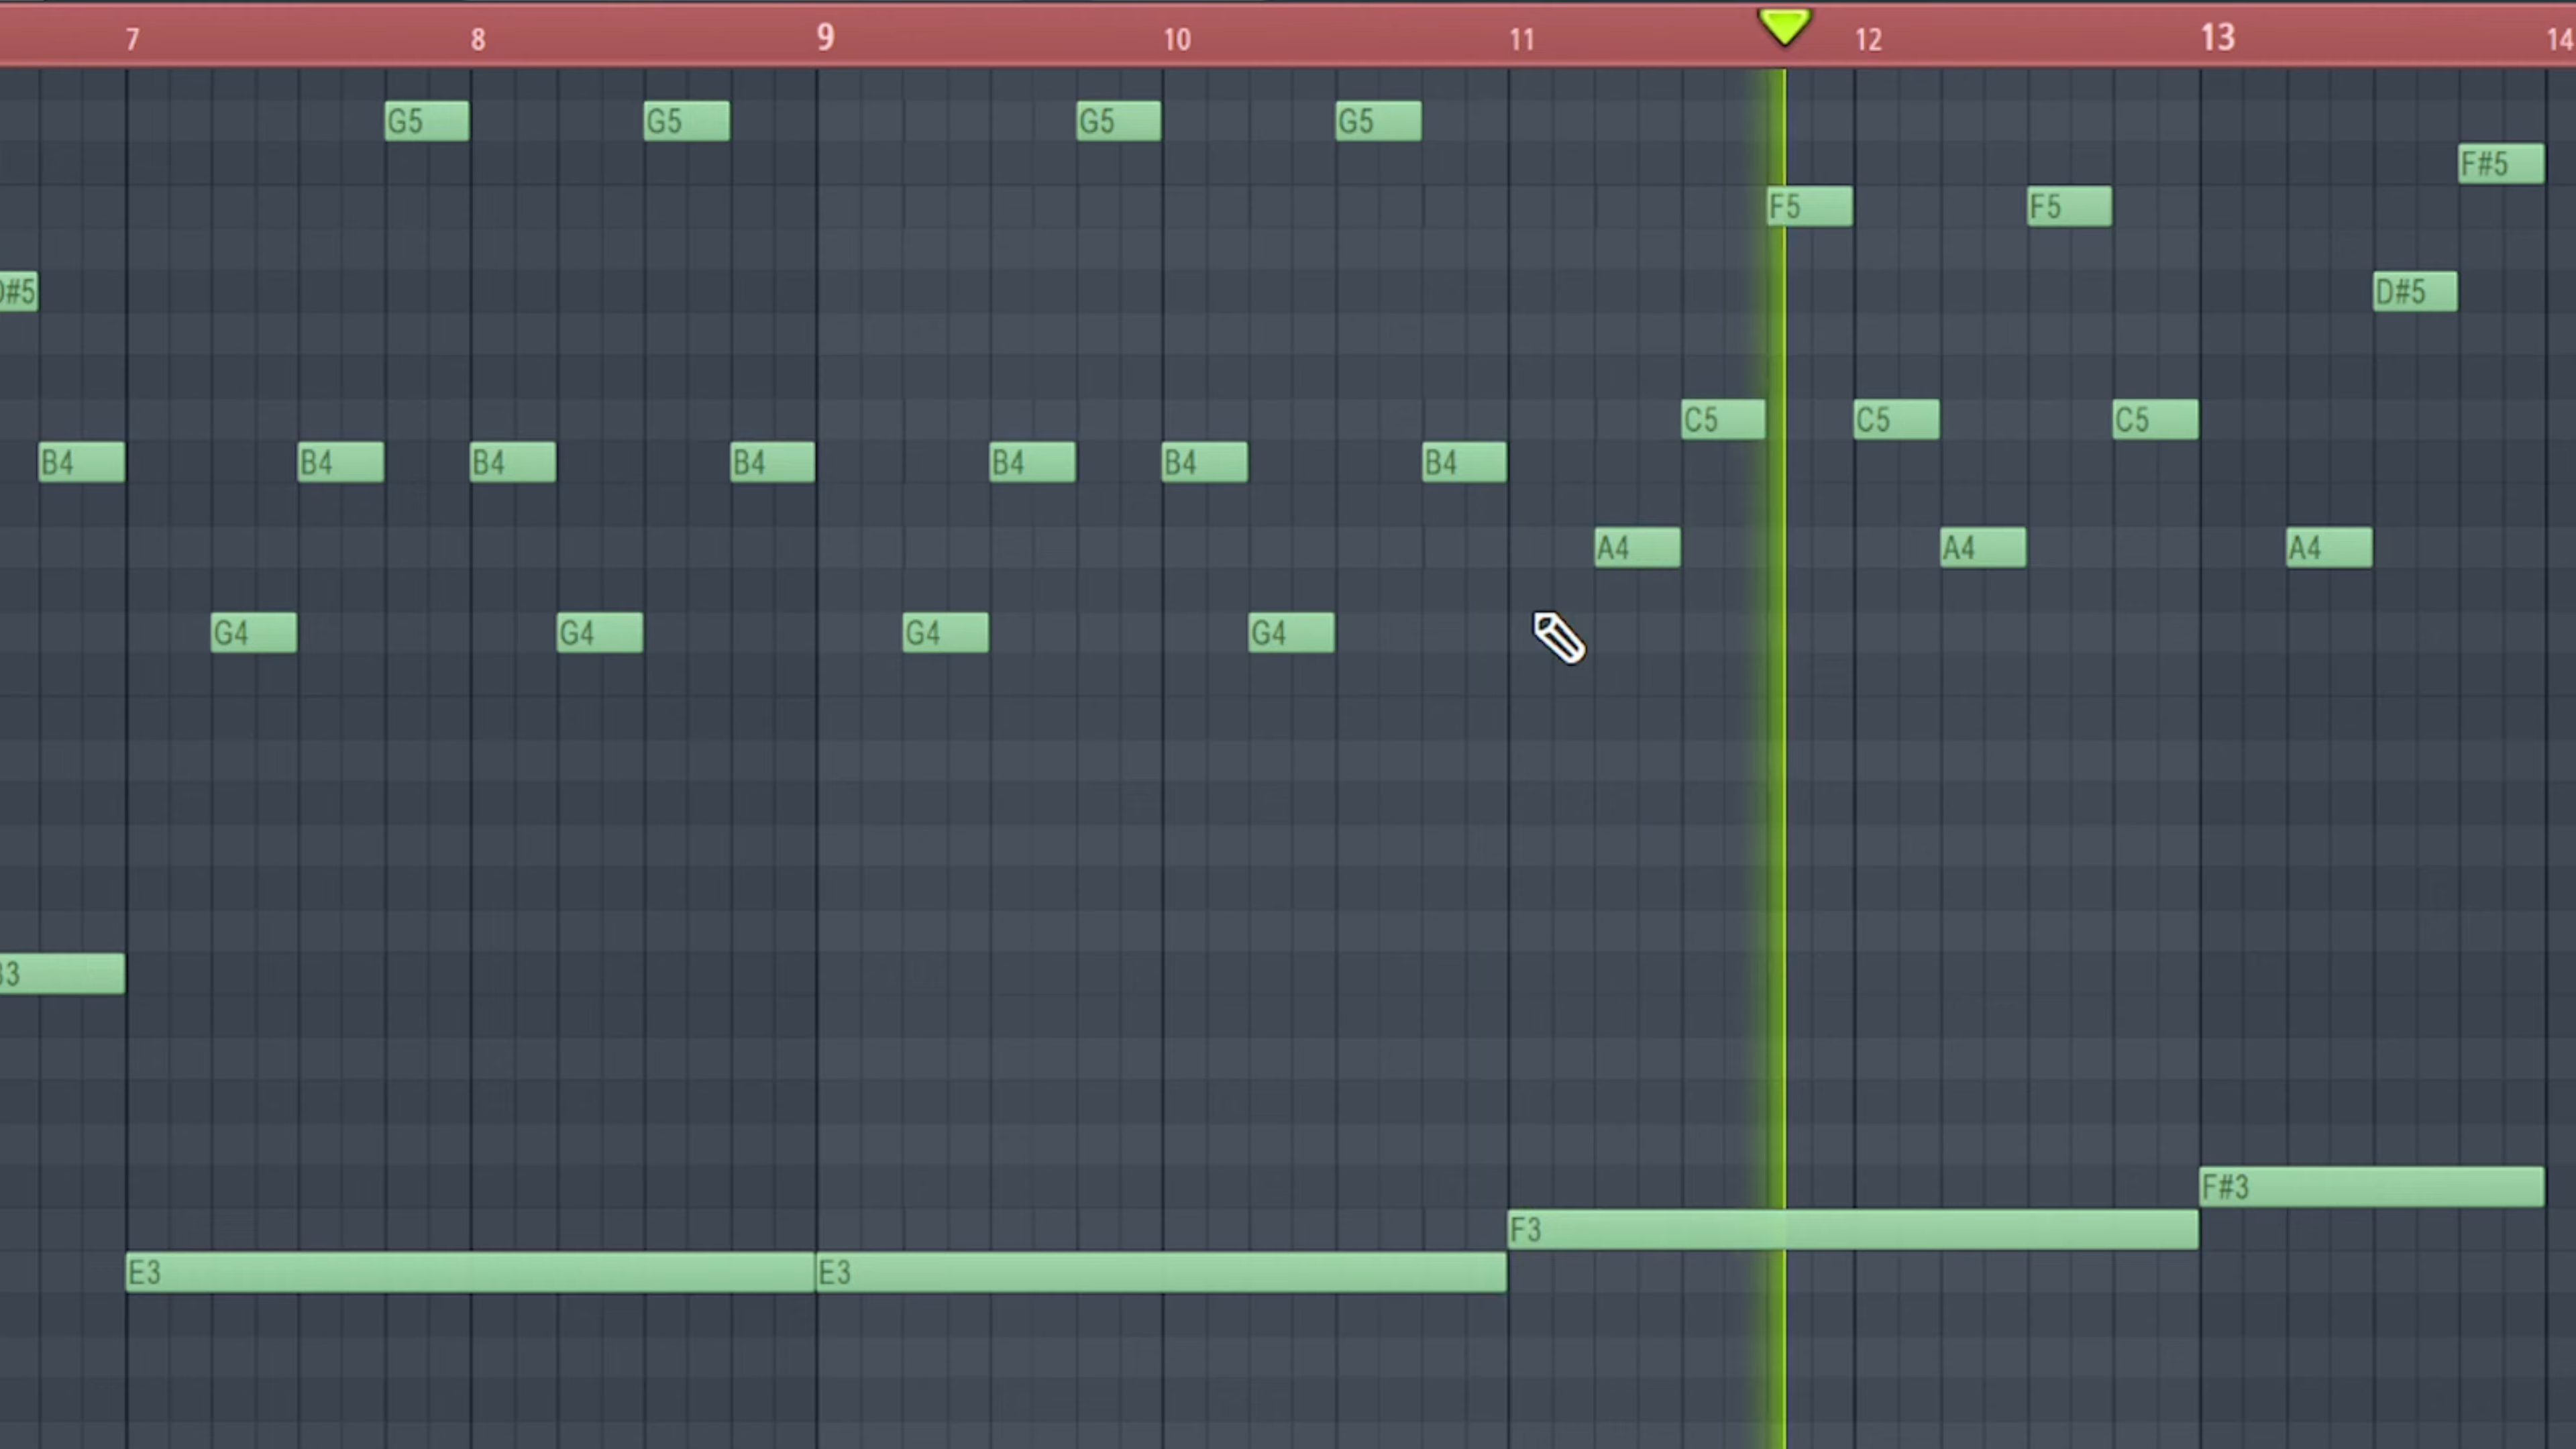 7 8 9 10 11 12 13 14
G5 G5 G5 G5
F#5
F5 F5
D#5 D#5
C5 C5 C5
B4 B4 B4 B4 B4 B4 B4
A4 A4 A4
G4 G4 G4 G4
F#3
F3
E3 E3